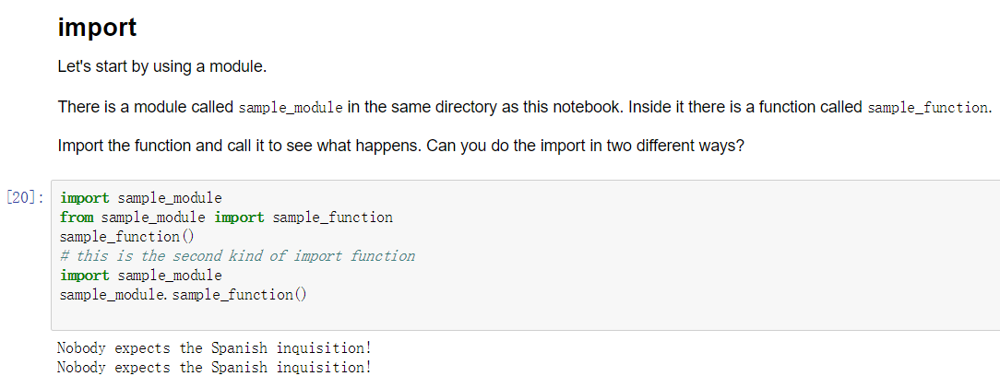 import
Let's start by using a module.
There is a module called sample_module in the same directory as this notebook. Inside it there is a function called sample_function.
Import the function and call it to see what happens. Can you do the import in two different ways?
[20]: import sample_module
from sample_module import sample_function
sample_function()
# this is the second kind of import function
import sample_module
sample_module.sample_function()
Nobody expects the Spanish inquisition!
Nobody expects the Spanish inquisition!